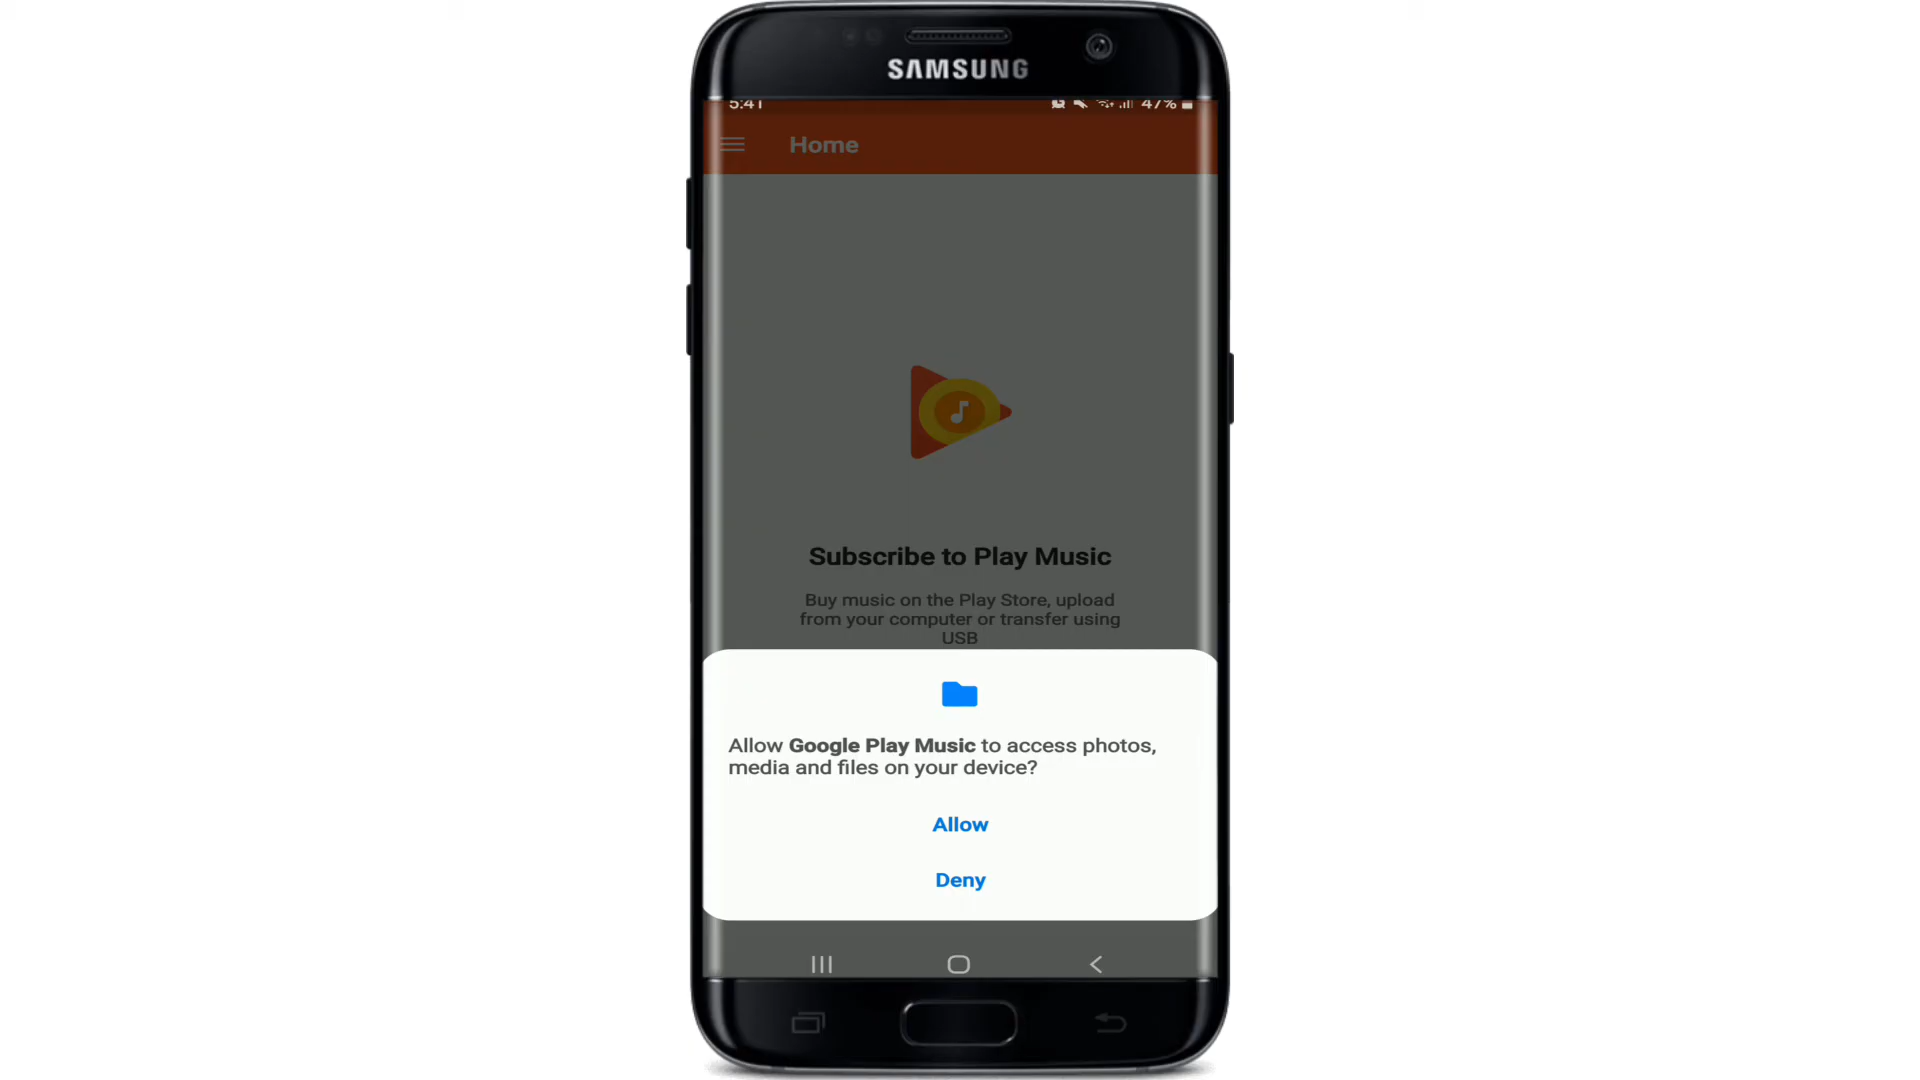 SAMSUNG
5:41
47%
Home
Subscribe to Play Music
Buy music on the Play Store, upload
from your computer or transfer using
USB
Allow Google Play Music to access photos,
media and files on your device?
Allow
Deny